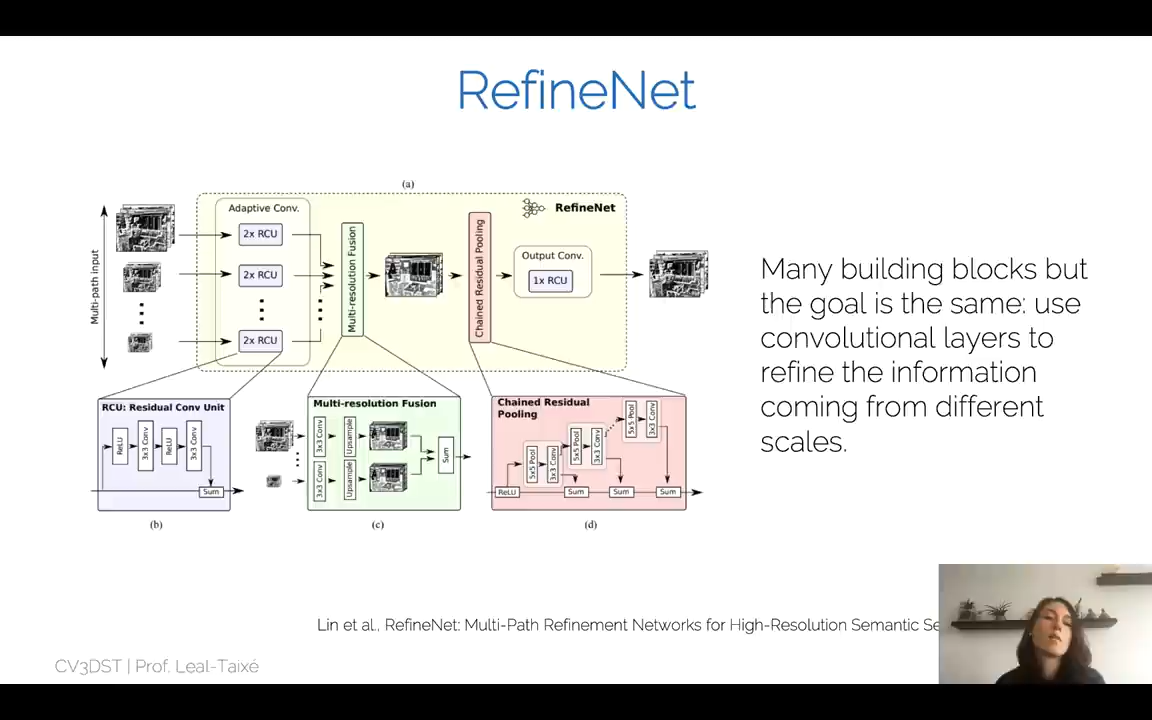 RefineNet
(a)
Multi-path input
Adaptive Conv.
2x RCU
2x RCU
2x RCU
Multi-resolution Fusion
Chained Residual Pooling
RefineNet
Output Conv.
1x RCU
Many building blocks but
the goal is the same: use
convolutional layers to
refine the information
coming from different
scales.
RCU: Residual Conv Unit
ReLU
3x3 Conv
ReLU
3x3 Conv
Sum
(b)
Multi-resolution Fusion
3x3 Conv
Upsample
3x3 Conv
Upsample
Sum
(c)
Chained Residual
Pooling
ReLU
5x5 Pool
3x3 Conv
5x5 Pool
3x3 Conv
5x5 Pool
3x3 Conv
Sum
Sum
Sum
(d)
Lin et al., RefineNet: Multi-Path Refinement Networks for High-Resolution Semantic Se
CV3DST | Prof. Leal-Taixé